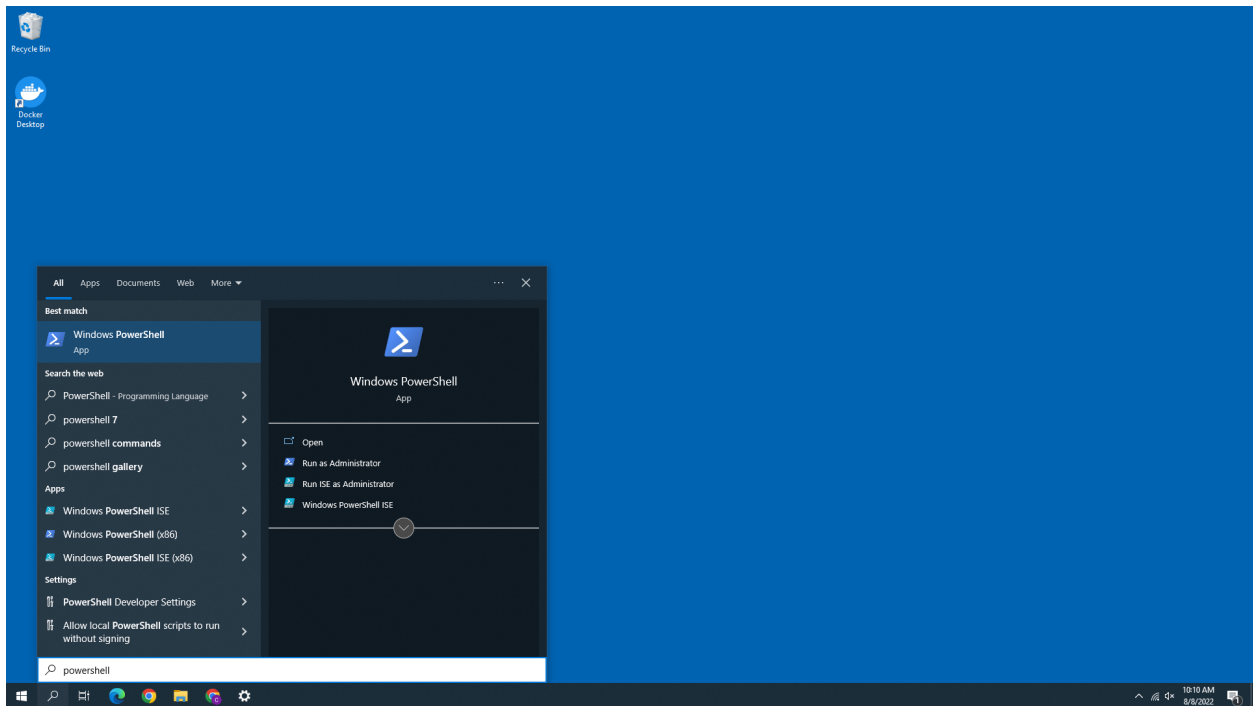 Recycle Bin
Docker
Desktop
All Apps Documents Web More
Best match
Windows PowerShell
App
Search the web
PowerShell - Programming Language
powershell 7
powershell commands
powershell gallery
Apps
Windows PowerShell ISE
Windows PowerShell (x86)
Windows PowerShell ISE (x86)
Settings
PowerShell Developer Settings
Allow local PowerShell scripts to run
without signing
Windows PowerShell
App
Open
Run as Administrator
Run ISE as Administrator
Windows PowerShell ISE
powershell
10:10 AM
8/8/2022
1